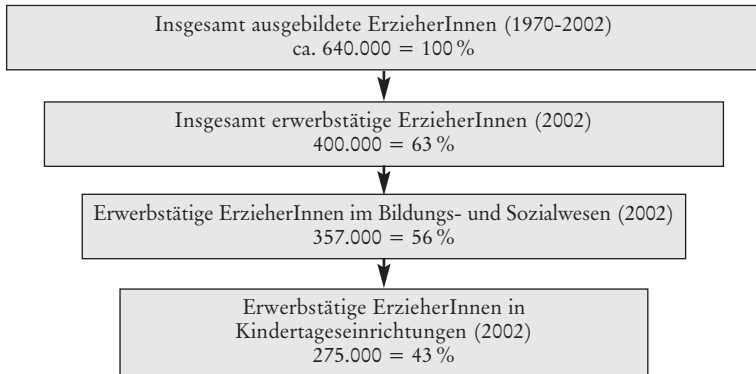 Insgesamt ausgebildete ErzieherInnen (1970-2002)
ca. 640.000 = 100 %
Insgesamt erwerbstätige ErzieherInnen (2002)
400.000 = 63 %
Erwerbstätige ErzieherInnen im Bildungs- und Sozialwesen (2002)
357.000 = 56 %
Erwerbstätige ErzieherInnen in
Kindertageseinrichtungen (2002)
275.000 = 43 %